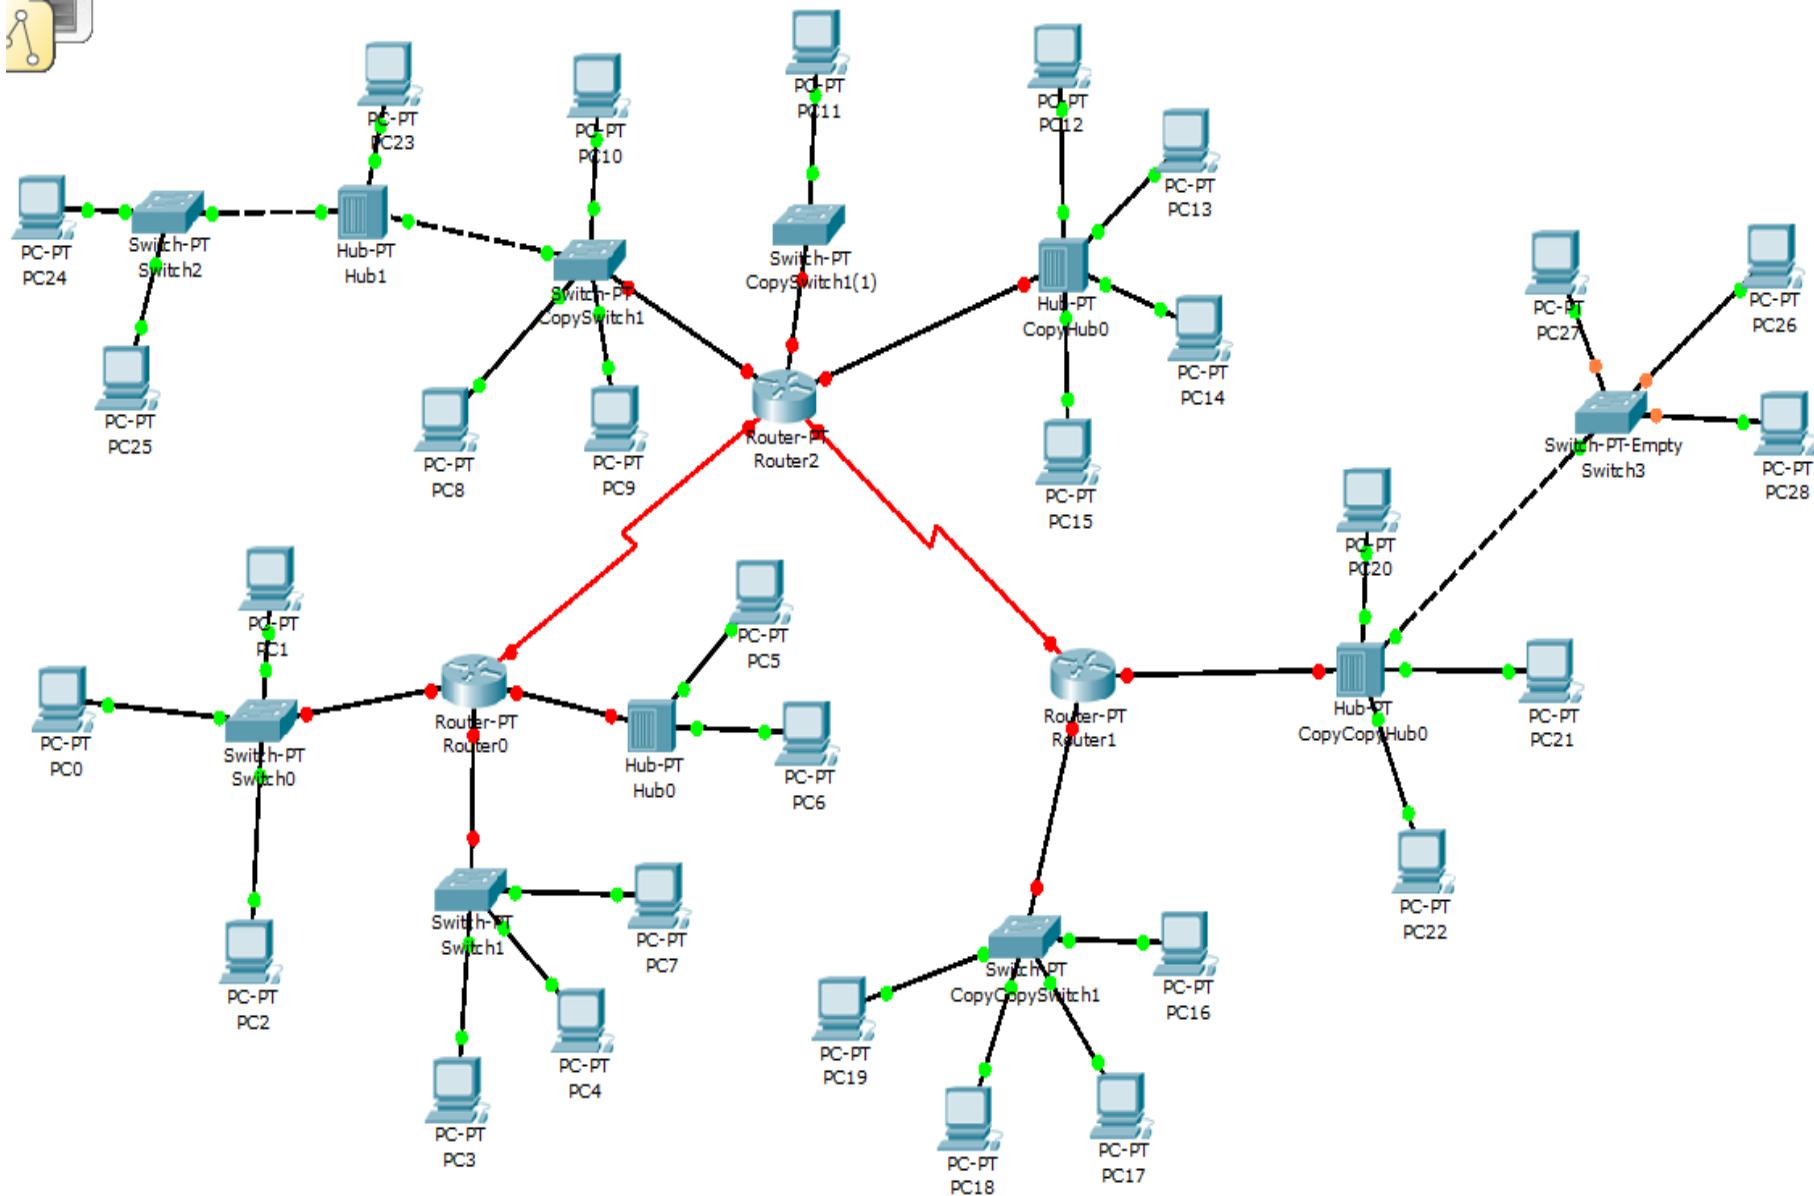 PC-PT
PC11
PC-PT
PC23
PC-PT
PC10
PC-PT
PC12
PC-PT
PC13
PC-PT
PC24
Switch-PT
Switch2
Hub-PT
Hub1
Switch-PT
CopySwitch1
Switch-PT
CopySwitch1(1)
Hub-PT
CopyHub0
PC-PT
PC27
PC-PT
PC26
PC-PT
PC14
PC-PT
PC25
PC-PT
PC8
PC-PT
PC9
Router-PT
Router2
PC-PT
PC15
Switch-PT-Empty
Switch3
PC-PT
PC28
PC-PT
PC20
PC-PT
PC1
PC-PT
PC5
PC-PT
PC0
Switch-PT
Switch0
Router-PT
Router0
Hub-PT
Hub0
PC-PT
PC6
Router-PT
Router1
Hub-PT
CopyCopyHub0
PC-PT
PC21
PC-PT
PC2
Switch-PT
Switch1
PC-PT
PC7
PC-PT
PC22
Switch-PT
CopyCopySwitch1
PC-PT
PC16
PC-PT
PC4
PC-PT
PC19
PC-PT
PC3
PC-PT
PC18
PC-PT
PC17